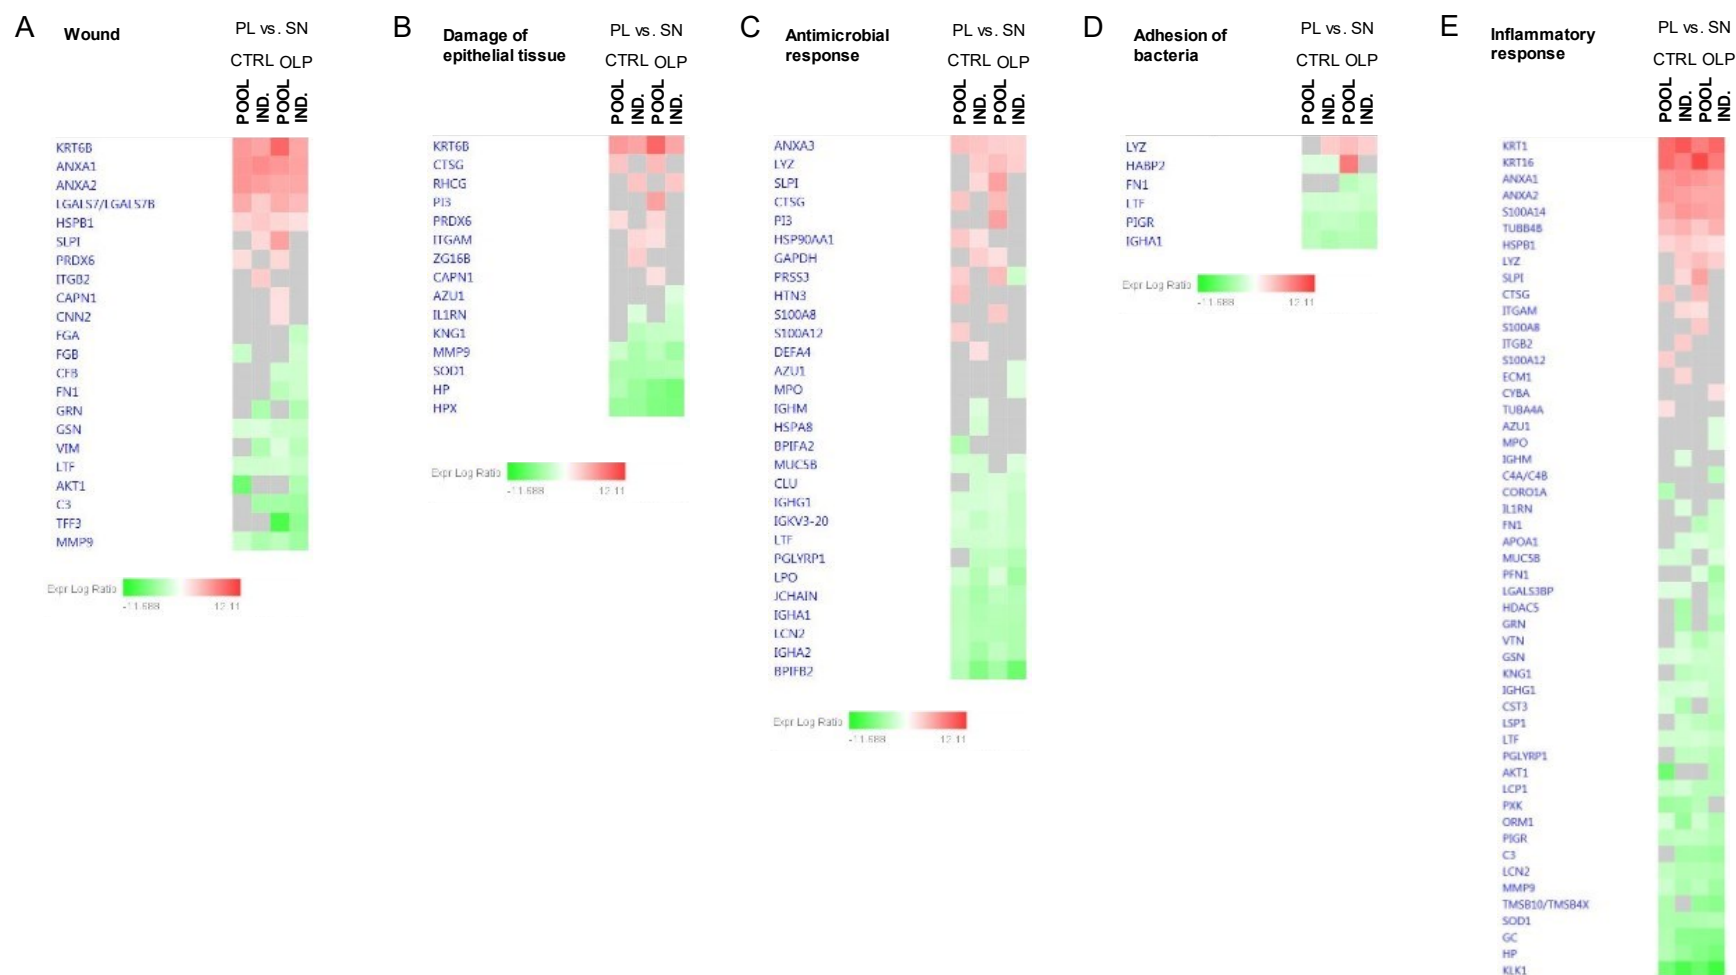 A
Wound
PL vs. SN
CTRL OLP
POOL
IND.
POOL
IND.
KRT6B
ANXA1
ANXA2
LGALS7/LGALS7B
HSPB1
SLPI
PRDX6
ITGB2
CAPN1
CNN2
FGA
FGB
CFB
FN1
GRN
GSN
VIM
LTF
AKT1
C3
TFF3
MMP9
Expr Log Ratio
-11.688 12.11
B
Damage of
epithelial tissue
PL vs. SN
CTRL OLP
POOL
IND.
POOL
IND.
KRT6B
CTSG
RHCG
PI3
PRDX6
ITGAM
ZG16B
CAPN1
AZU1
IL1RN
KNG1
MMP9
SOD1
HP
HPX
Expr Log Ratio
-11.688 12.11
C
Antimicrobial
response
PL vs. SN
CTRL OLP
POOL
IND.
POOL
IND.
ANXA3
LYZ
SLPI
CTSG
PI3
HSP90AA1
GAPDH
PRSS3
HTN3
S100A8
S100A12
DEFA4
AZU1
MPO
IGHM
HSPA8
BPIFA2
MUC5B
CLU
IGHG1
IGKV3-20
LTF
PGLYRP1
LPO
JCHAIN
IGHA1
LCN2
IGHA2
BPIFB2
Expr Log Ratio
-11.688 12.11
D
Adhesion of
bacteria
PL vs. SN
CTRL OLP
POOL
IND.
POOL
IND.
LYZ
HABP2
FN1
LTF
PIGR
IGHA1
Expr Log Ratio
-11.688 12.11
E
Inflammatory
response
PL vs. SN
CTRL OLP
POOL
IND.
POOL
IND.
KRT1
KRT16
ANXA1
ANXA2
S100A14
TUBB4B
HSPB1
LYZ
SLPI
CTSG
ITGAM
S100A8
ITGB2
S100A12
ECM1
CYBA
TUBA4A
AZU1
MPO
IGHM
C4A/C4B
CORO1A
IL1RN
FN1
APOA1
MUC5B
PFN1
LGALS3BP
HDAC5
GRN
VTN
GSN
KNG1
IGHG1
CST3
LSP1
LTF
PGLYRP1
AKT1
LCP1
PXK
ORM1
PIGR
C3
LCN2
MMP9
TMSB10/TMSB4X
SOD1
GC
HP
KLK1